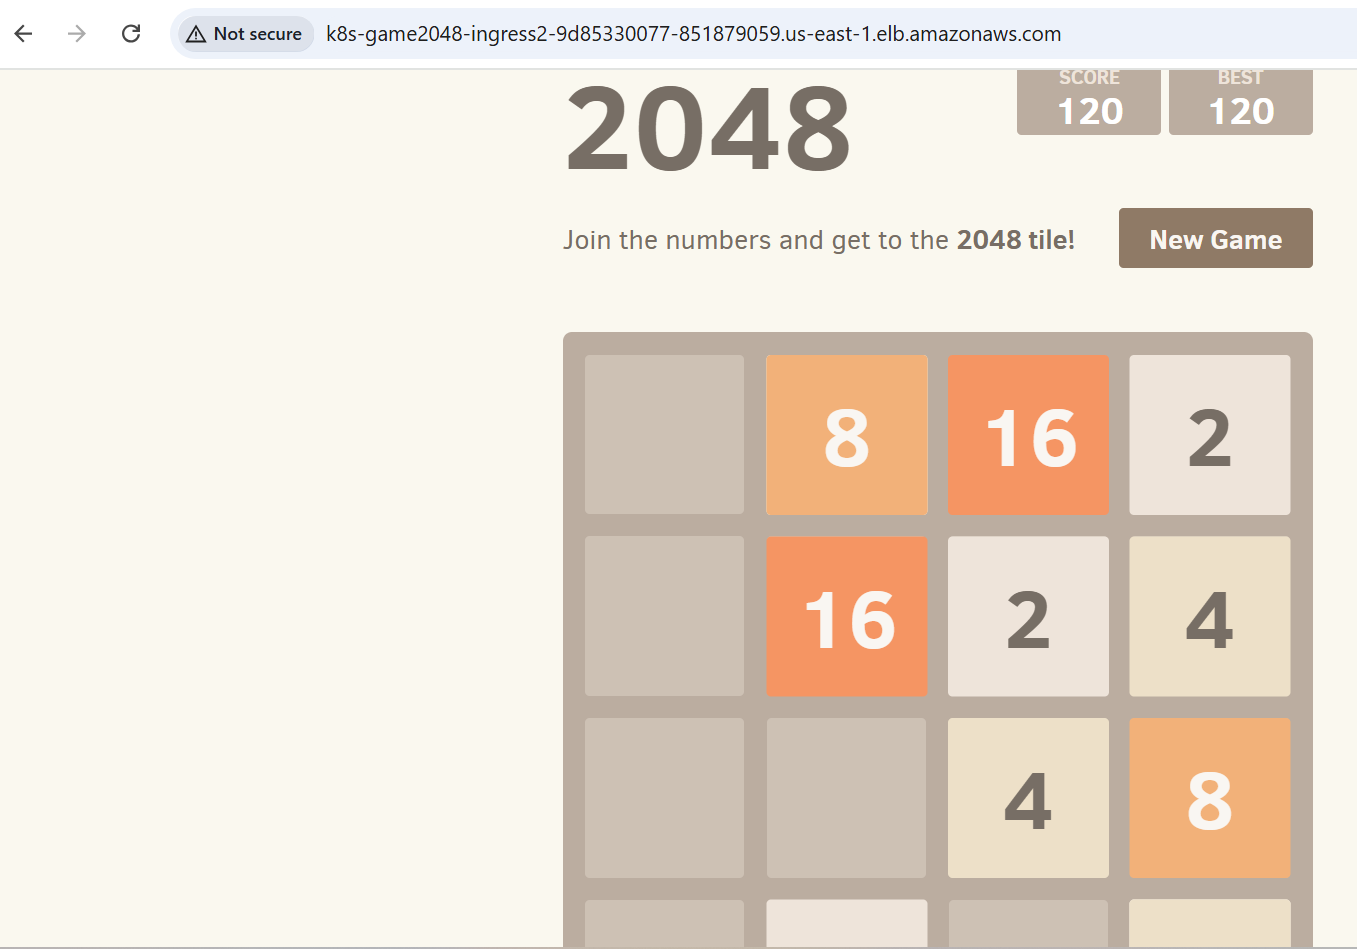 Not secure k8s-game2048-ingress2-9d85330077-851879059.us-east-1.elb.amazonaws.com
2048
SCORE
120
BEST
120
Join the numbers and get to the 2048 tile!
New Game
8 16 2
16 2 4
4 8